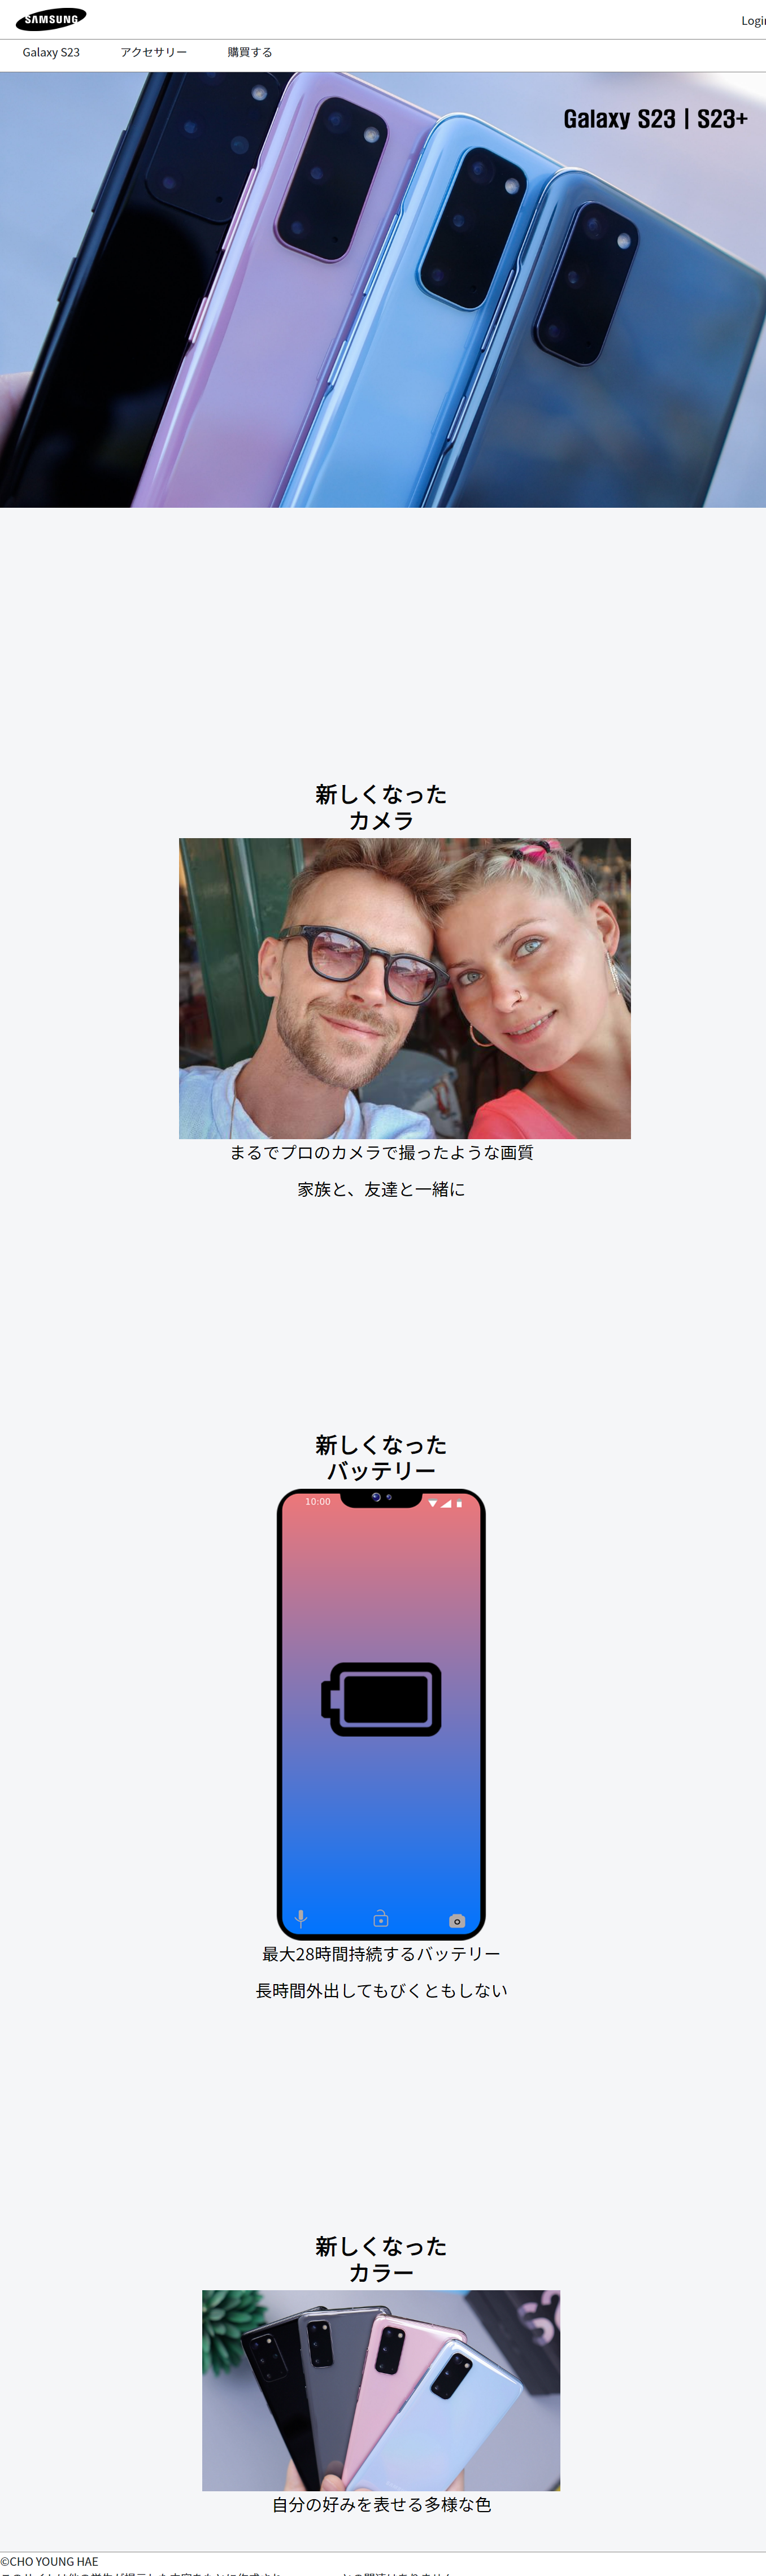 SAMSUNG
Login
Galaxy S23 アクセサリー 購買する
Galaxy S23 | S23+
新しくなった
カメラ
まるでプロのカメラで撮ったような画質
家族と、友達と一緒に
新しくなった
バッテリー
10:00
最大28時間持続するバッテリー
長時間外出してもびくともしない
新しくなった
カラー
自分の好みを表せる多様な色
©CHO YOUNG HAE